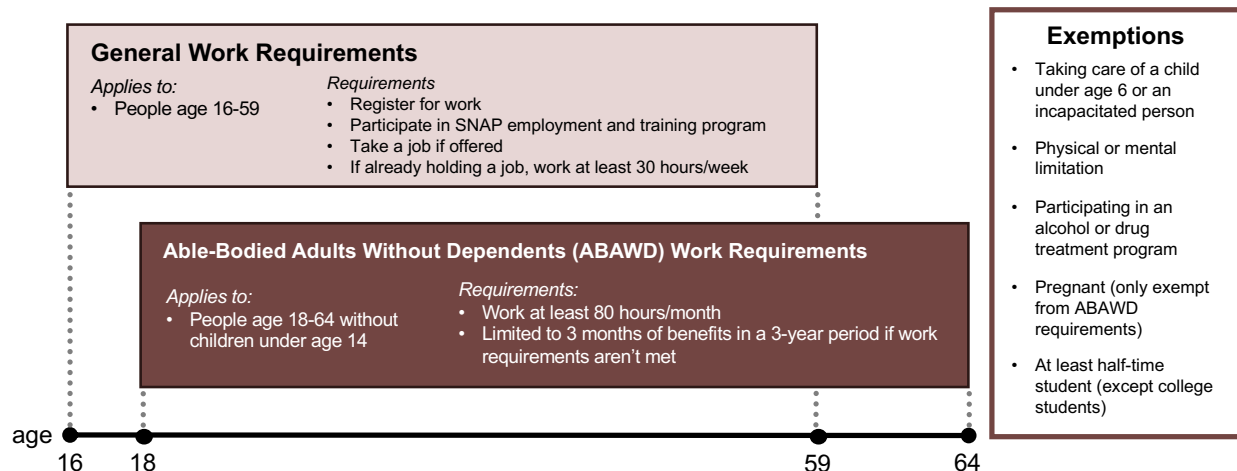 General Work Requirements
Applies to:
• People age 16-59
Requirements
• Register for work
• Participate in SNAP employment and training program
• Take a job if offered
• If already holding a job, work at least 30 hours/week
Able-Bodied Adults Without Dependents (ABAWD) Work Requirements
Applies to:
• People age 18-64 without
children under age 14
Requirements:
• Work at least 80 hours/month
• Limited to 3 months of benefits in a 3-year period if work
requirements aren't met
age
16
18
59
64
Exemptions
• Taking care of a child
under age 6 or an
incapacitated person
• Physical or mental
limitation
• Participating in an
alcohol or drug
treatment program
• Pregnant (only exempt
from ABAWD
requirements)
• At least half-time
student (except college
students)